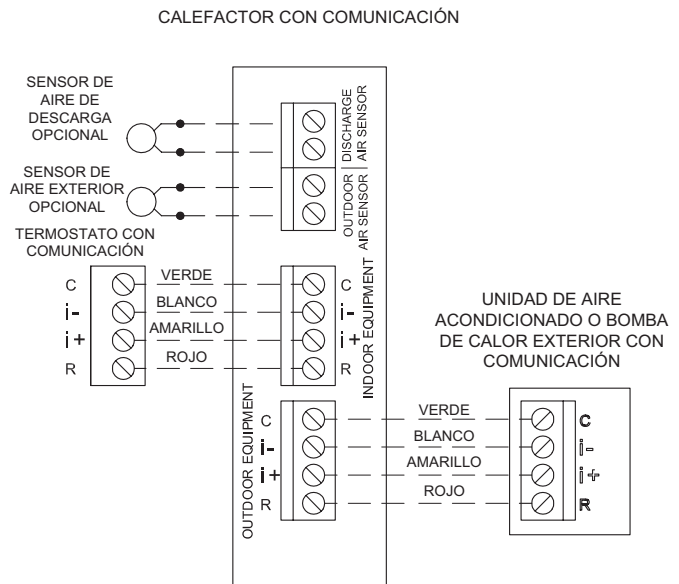 CALEFACTOR CON COMUNICACIÓN
SENSOR DE
AIRE DE
DESCARGA
OPCIONAL
DISCHARGE
AIR SENSOR
SENSOR DE
AIRE EXTERIOR
OPCIONAL
OUTDOOR
AIR SENSOR
TERMOSTATO CON
COMUNICACIÓN
C
i-
i+
R
VERDE
BLANCO
AMARILLO
ROJO
C
i-
i+
R
INDOOR EQUIPMENT
UNIDAD DE AIRE
ACONDICIONADO O BOMBA
DE CALOR EXTERIOR CON
COMUNICACIÓN
OUTDOOR EQUIPMENT
C
i-
i+
R
VERDE
BLANCO
AMARILLO
ROJO
C
i-
i+
R